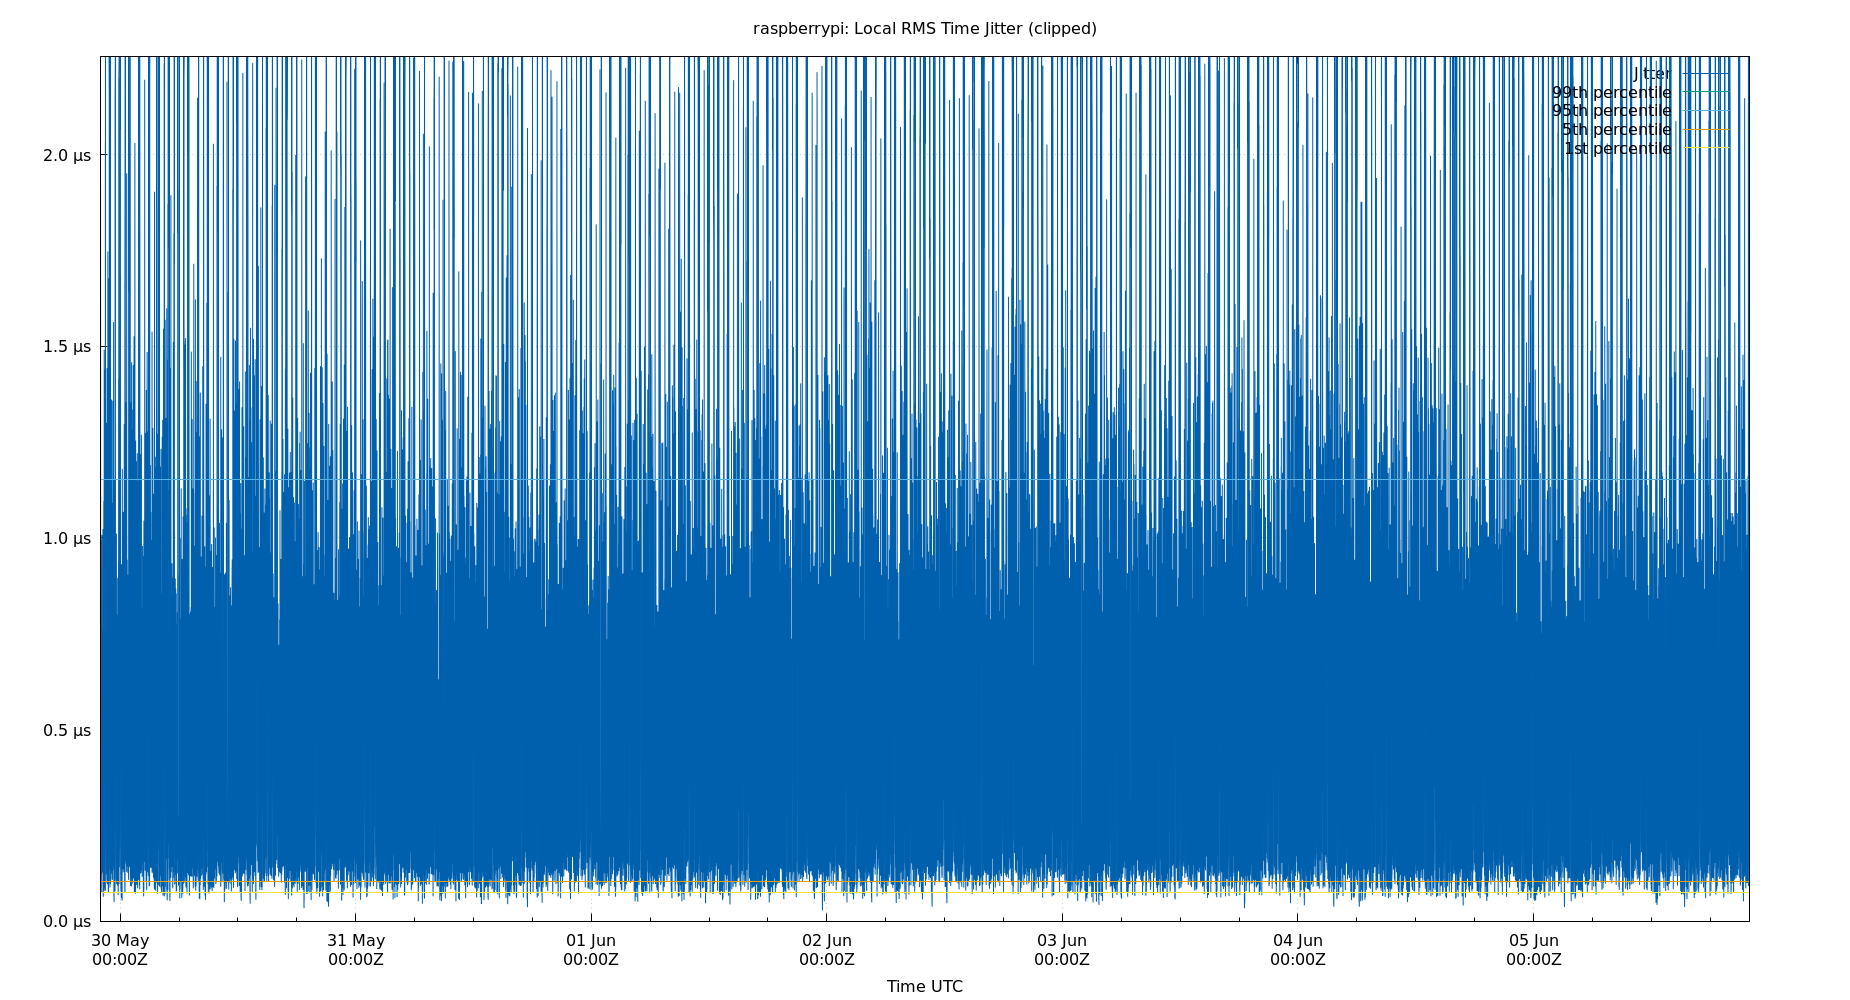 raspberrypi: Local RMS Time Jitter (clipped)
Jitter
99th percentile
95th percentile
5th percentile
1st percentile
2.0 µs
1.5 µs
1.0 µs
0.5 µs
0.0 µs
30 May 31 May 01 Jun 02 Jun 03 Jun 04 Jun 05 Jun
00:00Z 00:00Z 00:00Z 00:00Z 00:00Z 00:00Z 00:00Z
Time UTC